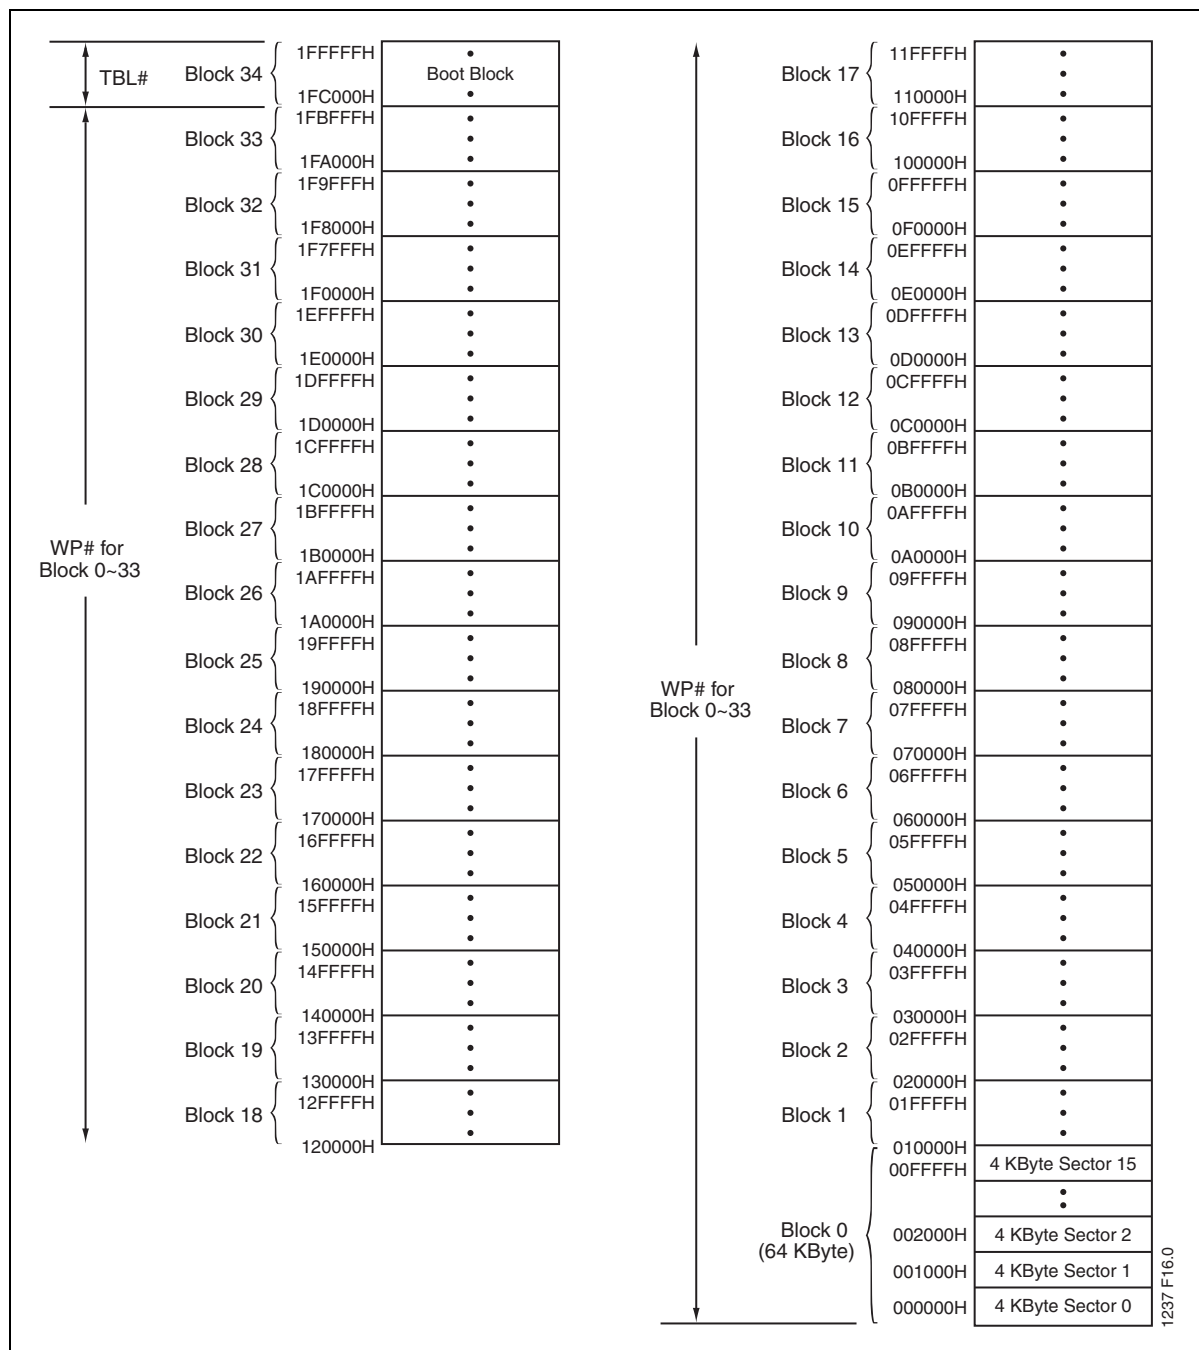 TBL#
WP# for
Block 0~33
Block 34
1FFFFFH
1FC000H
Boot Block
Block 33
1FBFFFH
1FA000H
Block 32
1F9FFFH
1F8000H
Block 31
1F7FFFH
1F0000H
Block 30
1EFFFFH
1E0000H
Block 29
1DFFFFH
1D0000H
Block 28
1CFFFFH
1C0000H
Block 27
1BFFFFH
1B0000H
Block 26
1AFFFFH
1A0000H
Block 25
19FFFFH
190000H
Block 24
18FFFFH
180000H
Block 23
17FFFFH
170000H
Block 22
16FFFFH
160000H
Block 21
15FFFFH
150000H
Block 20
14FFFFH
140000H
Block 19
13FFFFH
130000H
Block 18
12FFFFH
120000H
WP# for
Block 0~33
Block 17
11FFFFH
110000H
Block 16
10FFFFH
100000H
Block 15
0FFFFFH
0F0000H
Block 14
0EFFFFH
0E0000H
Block 13
0DFFFFH
0D0000H
Block 12
0CFFFFH
0C0000H
Block 11
0BFFFFH
0B0000H
Block 10
0AFFFFH
0A0000H
Block 9
09FFFFH
090000H
Block 8
08FFFFH
080000H
Block 7
07FFFFH
070000H
Block 6
06FFFFH
060000H
Block 5
05FFFFH
050000H
Block 4
04FFFFH
040000H
Block 3
03FFFFH
030000H
Block 2
02FFFFH
020000H
Block 1
01FFFFH
010000H
Block 0
(64 KByte)
00FFFFH
4 KByte Sector 15
002000H
4 KByte Sector 2
001000H
4 KByte Sector 1
000000H
4 KByte Sector 0
1237 F16.0